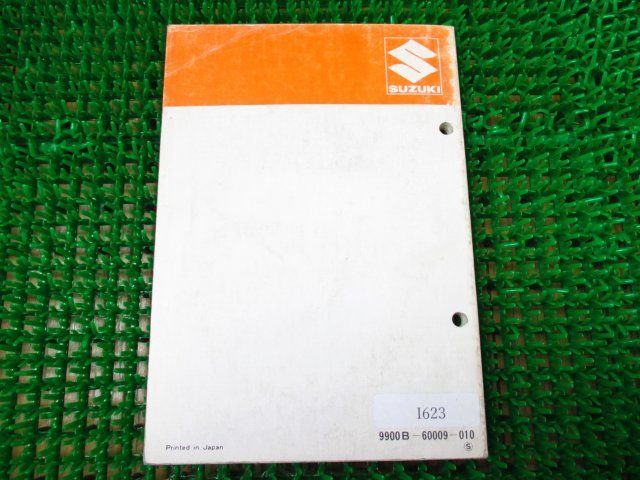 SUZUKI
I623
9900B-60009-010
Printed in Japan
S